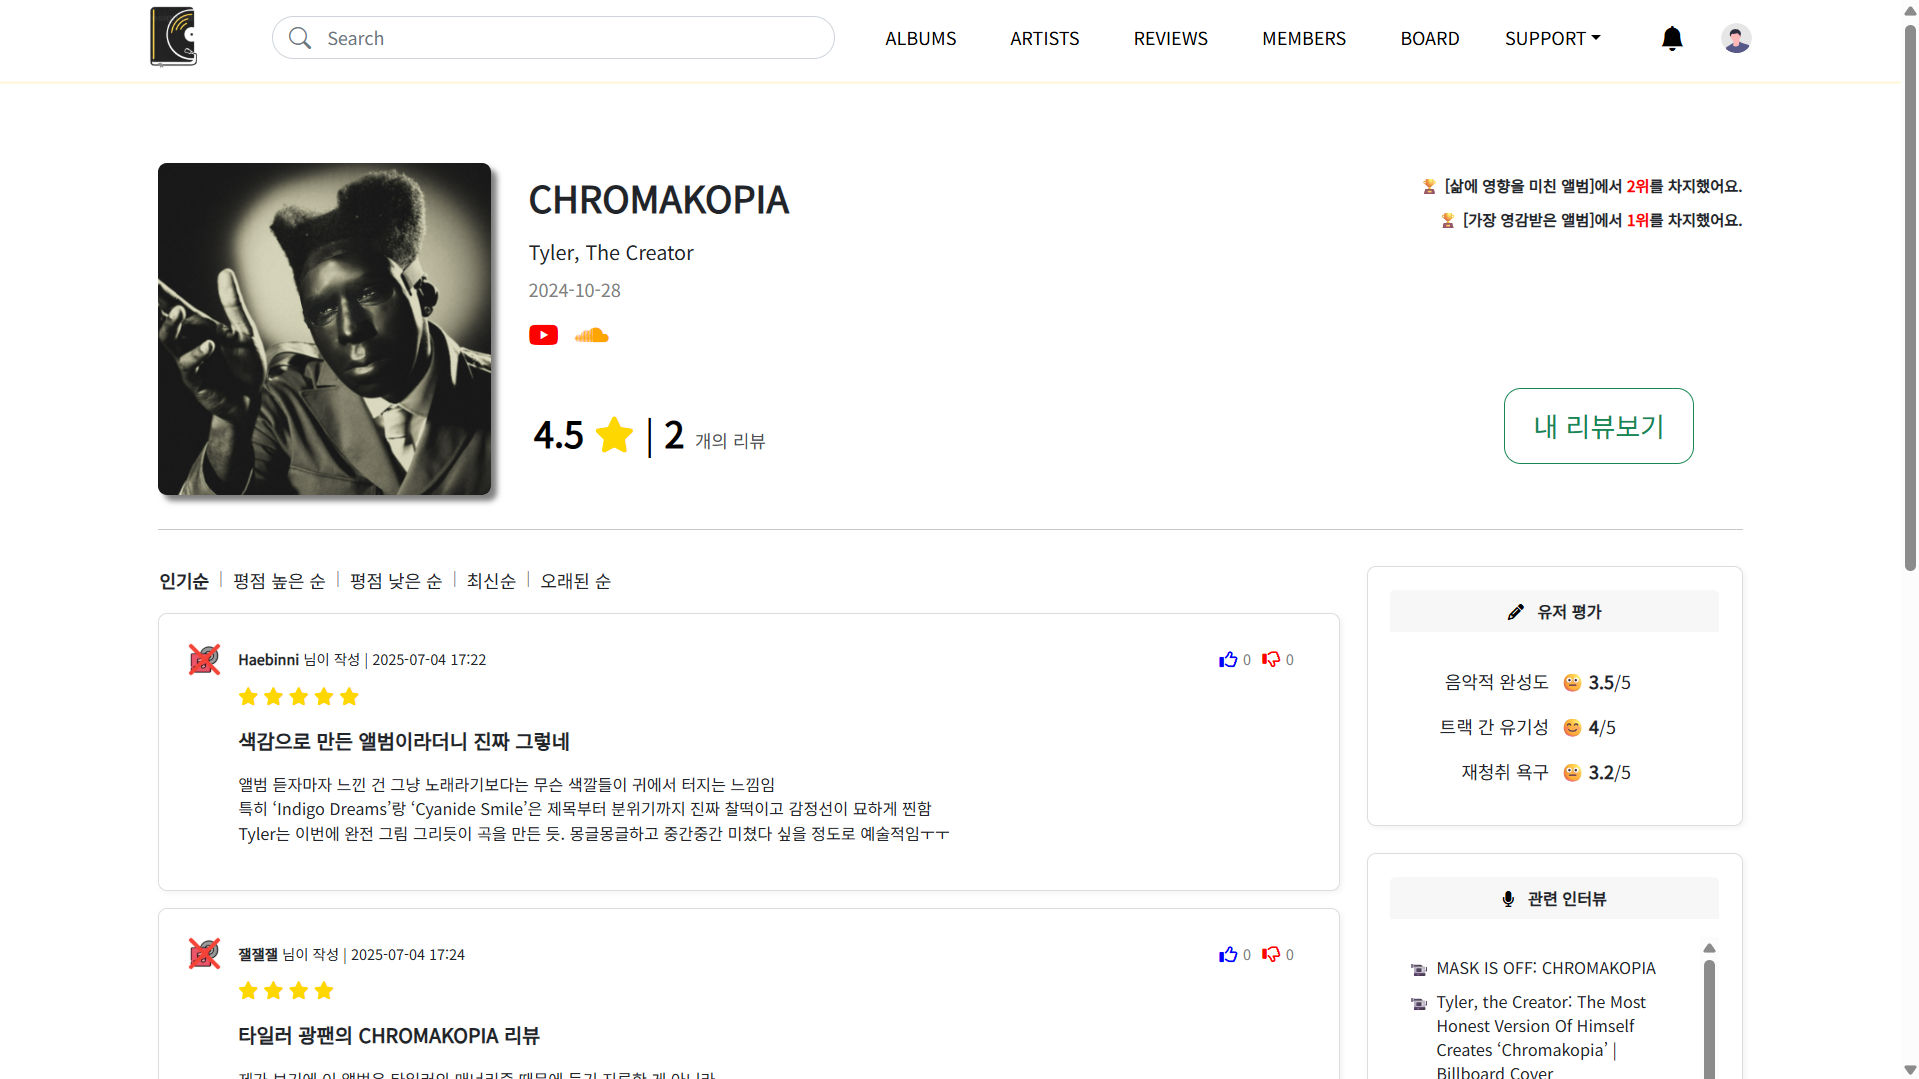 Search
ALBUMS
ARTISTS
REVIEWS
MEMBERS
BOARD
SUPPORT
CHROMAKOPIA
Tyler, The Creator
2024-10-28
[삶에 영향을 미친 앨범]에서 2위를 차지했어요.
[가장 영감받은 앨범]에서 1위를 차지했어요.
4.5 | 2 개의 리뷰
내 리뷰보기
인기순 | 평점 높은 순 | 평점 낮은 순 | 최신순 | 오래된 순
Haebinni 님이 작성 | 2025-07-04 17:22
0 0
색감으로 만든 앨범이라더니 진짜 그렇네
앨범 듣자마자 느낀 건 그냥 노래라기보다는 무슨 색깔들이 귀에서 터지는 느낌임
특히 ‘Indigo Dreams’랑 ‘Cyanide Smile’은 제목부터 분위기까지 진짜 찰떡이고 감정선이 묘하게 찐함
Tyler는 이번에 완전 그림 그리듯이 곡을 만든 듯. 몽글몽글하고 중간중간 미쳤다 싶을 정도로 예술적임ㅜㅜ
잴잴잴 님이 작성 | 2025-07-04 17:24
0 0
타일러 광팬의 CHROMAKOPIA 리뷰
유저 평가
음악적 완성도 3.5/5
트랙 간 유기성 4/5
재청취 욕구 3.2/5
관련 인터뷰
MASK IS OFF: CHROMAKOPIA
Tyler, the Creator: The Most
Honest Version Of Himself
Creates ‘Chromakopia’ |
Billboard Cover